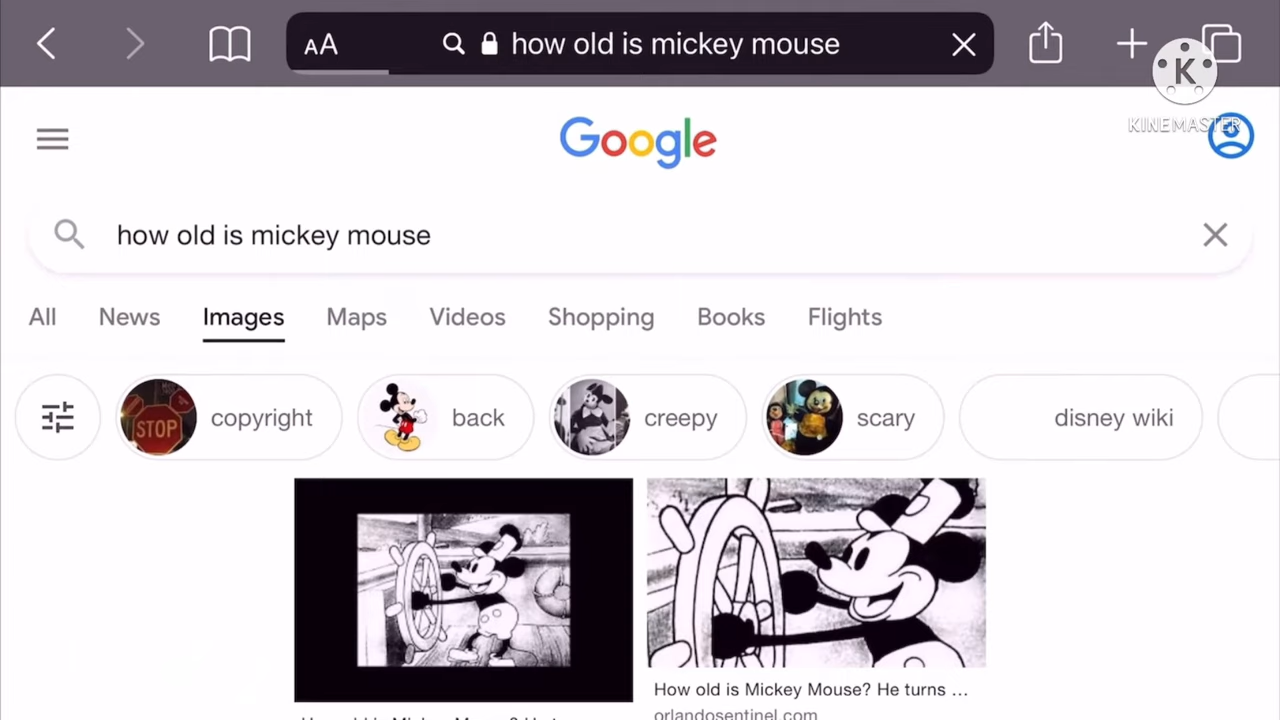 AA how old is mickey mouse
K
KINEMASTER
Google
how old is mickey mouse
All News Images Maps Videos Shopping Books Flights
STOP copyright back creepy scary disney wiki
How old is Mickey Mouse? He turns ...
orlandosentinel.com